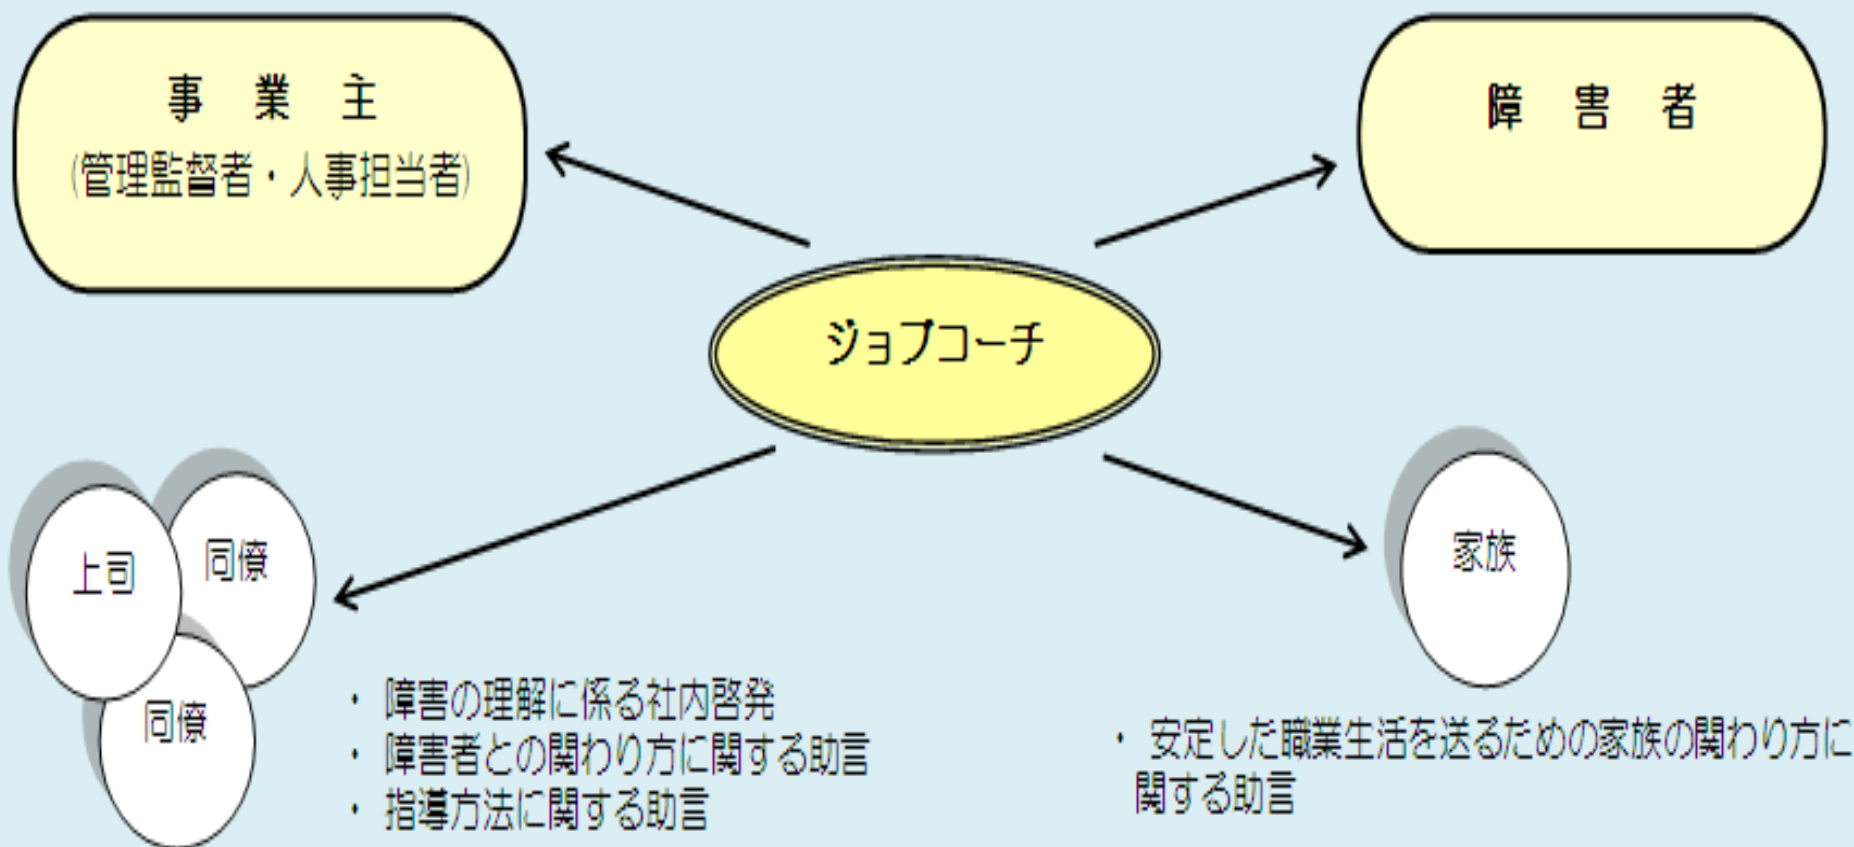 事 業 主
(管理監督者・人事担当者)
障 害 者
ジョブコーチ
上司
同僚
同僚
家族
・ 障害の理解に係る社内啓発
・ 障害者との関わり方に関する助言
・ 指導方法に関する助言
・ 安定した職業生活を送るための家族の関わり方に
関する助言